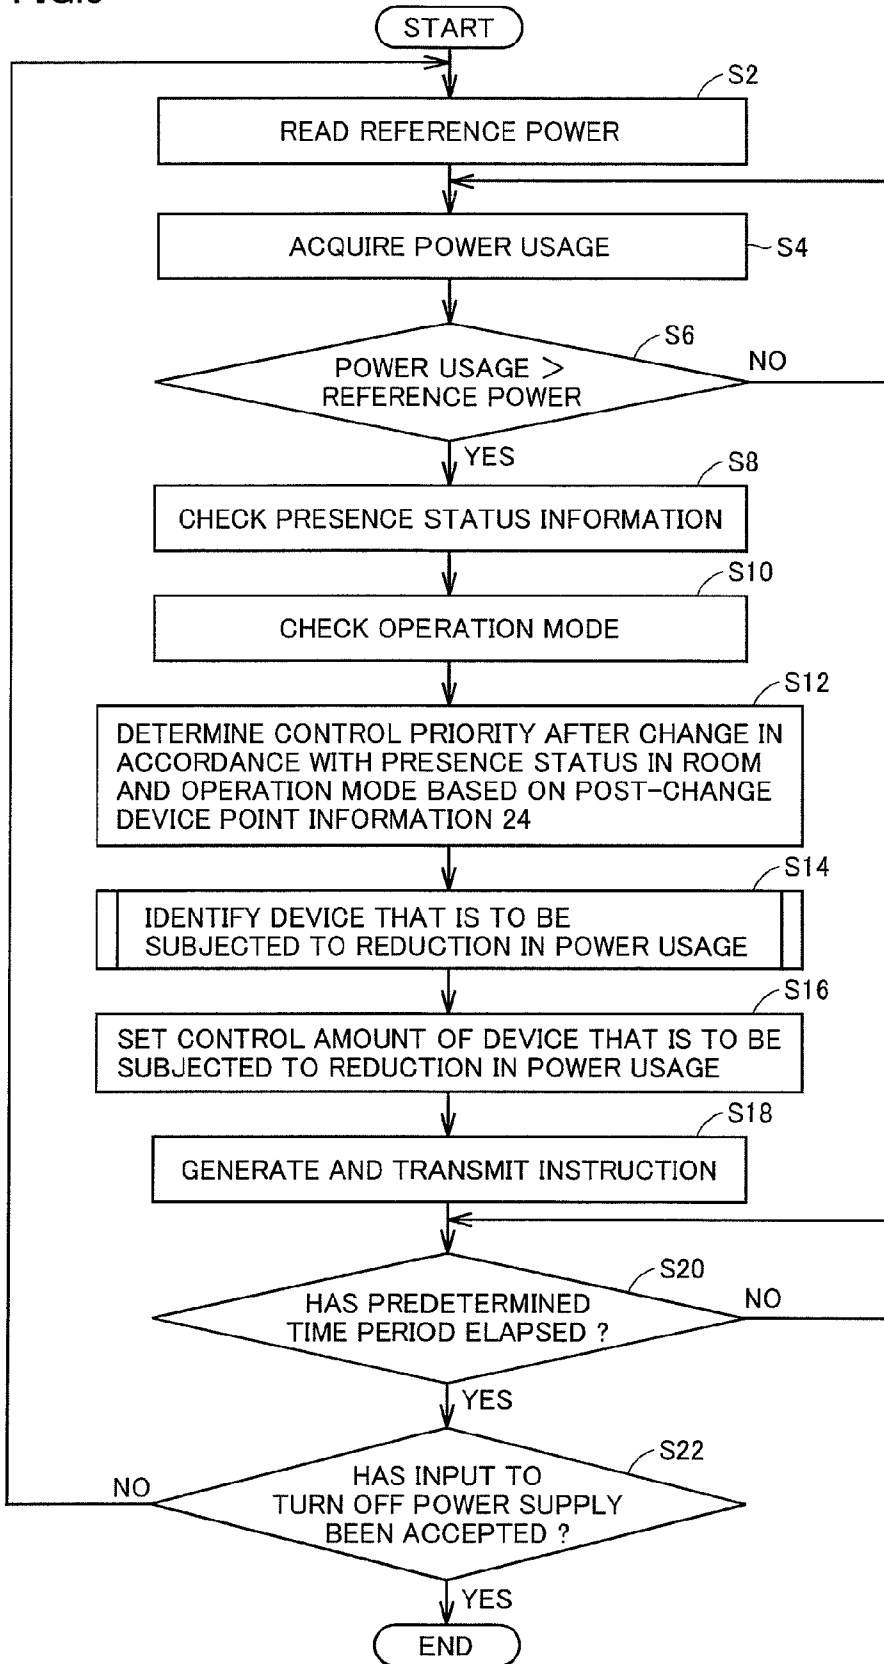 START
S2
READ REFERENCE POWER
ACQUIRE POWER USAGE
S4
S6
POWER USAGE >
REFERENCE POWER
NO
YES
S8
CHECK PRESENCE STATUS INFORMATION
S10
CHECK OPERATION MODE
S12
DETERMINE CONTROL PRIORITY AFTER CHANGE IN
ACCORDANCE WITH PRESENCE STATUS IN ROOM
AND OPERATION MODE BASED ON POST-CHANGE
DEVICE POINT INFORMATION 24
S14
IDENTIFY DEVICE THAT IS TO BE
SUBJECTED TO REDUCTION IN POWER USAGE
S16
SET CONTROL AMOUNT OF DEVICE THAT IS TO BE
SUBJECTED TO REDUCTION IN POWER USAGE
S18
GENERATE AND TRANSMIT INSTRUCTION
S20
HAS PREDETERMINED
TIME PERIOD ELAPSED ?
NO
YES
S22
NO
HAS INPUT TO
TURN OFF POWER SUPPLY
BEEN ACCEPTED ?
YES
END